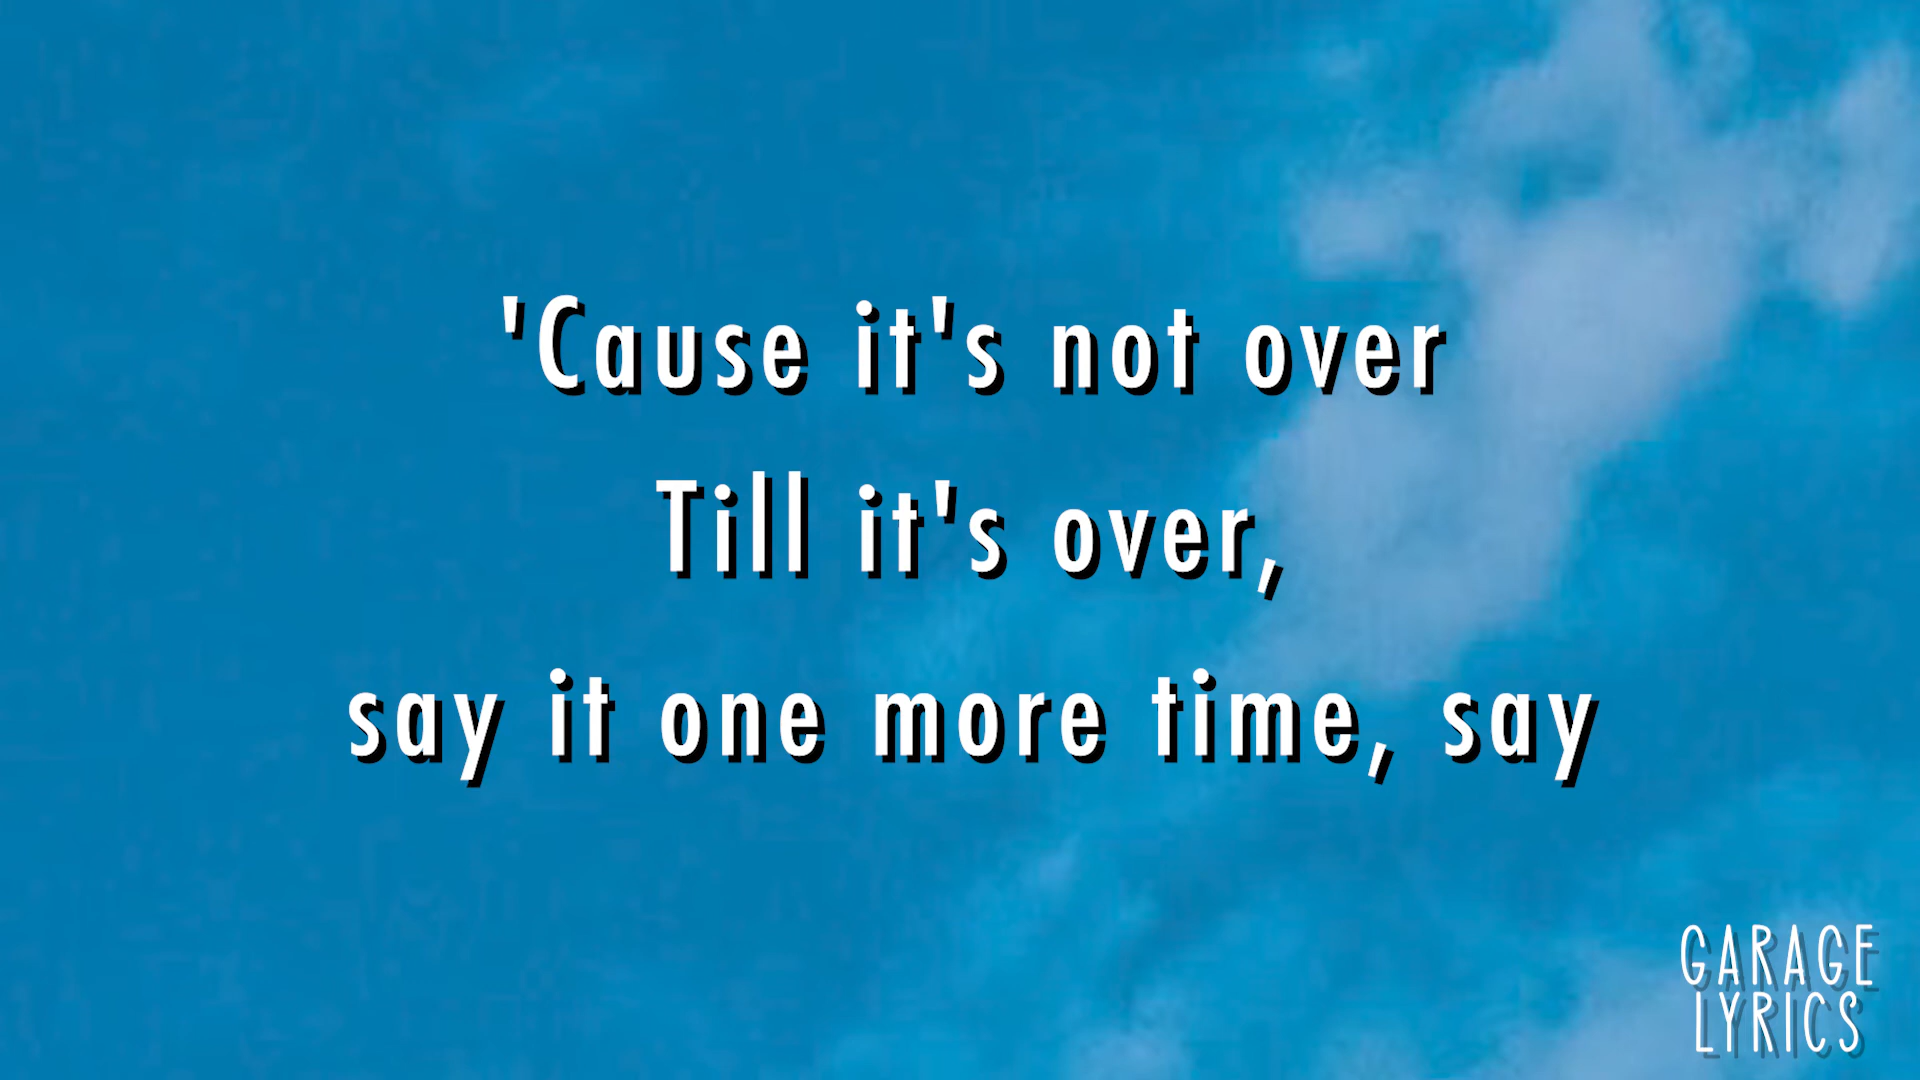 'Cause it's not over
Till it's over,
say it one more time, say
GARAGE
LYRICS